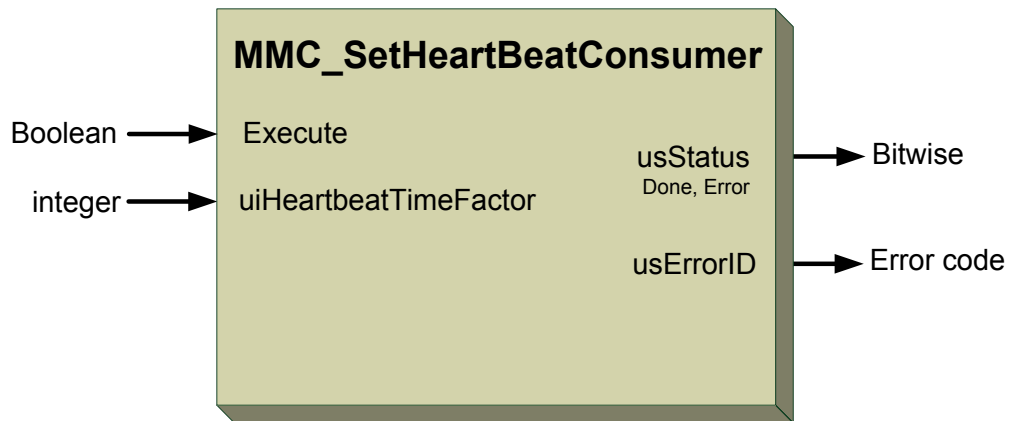 MMC_SetHeartBeatConsumer
Boolean
Execute
usStatus
Done, Error
Bitwise
integer
uiHeartbeatTimeFactor
usErrorID
Error code